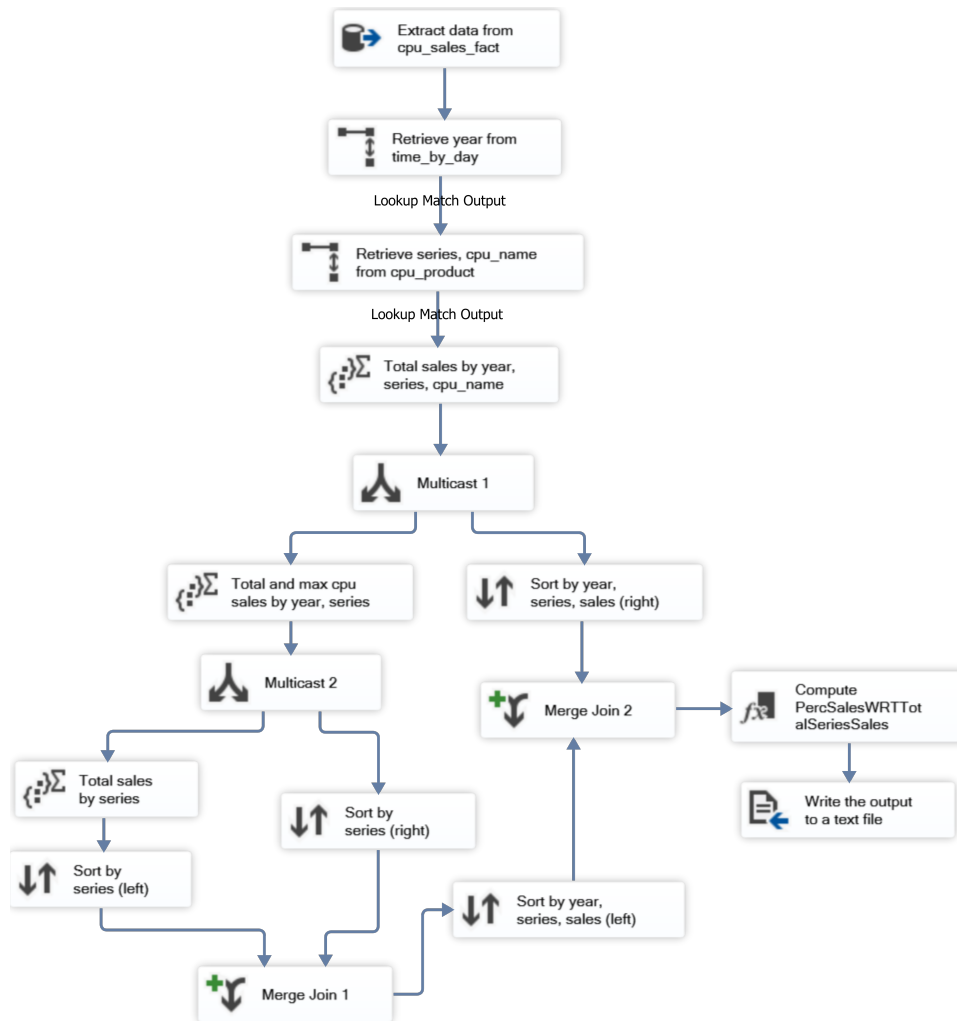 Extract data from
cpu_sales_fact
Retrieve year from
time_by_day
Lookup Match Output
Retrieve series, cpu_name
from cpu_product
Lookup Match Output
Total sales by year,
series, cpu_name
Multicast 1
Total and max cpu
sales by year, series
Sort by year,
series, sales (right)
Multicast 2
Merge Join 2
Compute
PercSalesWRTTot
alSeriesSales
Total sales
by series
Sort by
series (right)
Write the output
to a text file
Sort by
series (left)
Sort by year,
series, sales (left)
Merge Join 1